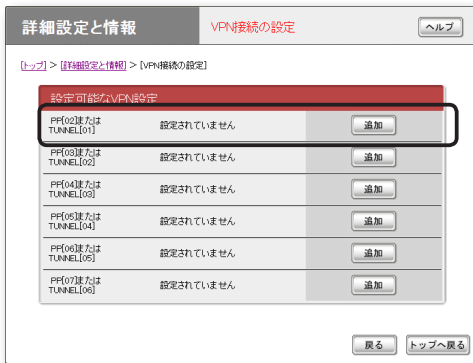 詳細設定と情報
VPN接続の設定
ヘルプ
[トップ] > [詳細設定と情報] > [VPN接続の設定]
設定可能なVPN設定
PP[02]または
TUNNEL[01]
設定されていません
追加
PP[03]または
TUNNEL[02]
設定されていません
追加
PP[04]または
TUNNEL[03]
設定されていません
追加
PP[05]または
TUNNEL[04]
設定されていません
追加
PP[06]または
TUNNEL[05]
設定されていません
追加
PP[07]または
TUNNEL[06]
設定されていません
追加
戻る
トップへ戻る